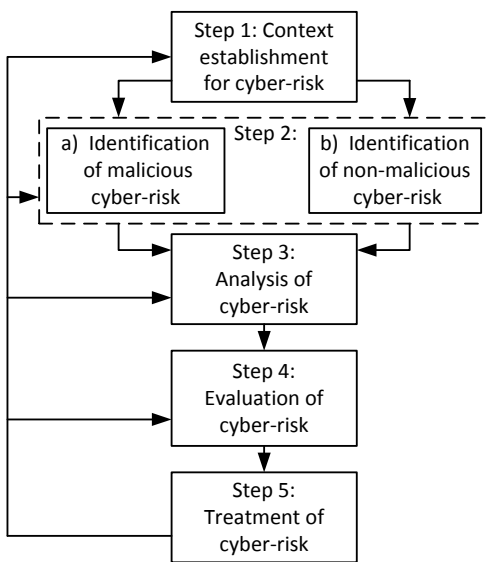 Step 1: Context
establishment
for cyber-risk
Step 2:
a) Identification
of malicious
cyber-risk
b) Identification
of non-malicious
cyber-risk
Step 3:
Analysis of
cyber-risk
Step 4:
Evaluation of
cyber-risk
Step 5:
Treatment of
cyber-risk